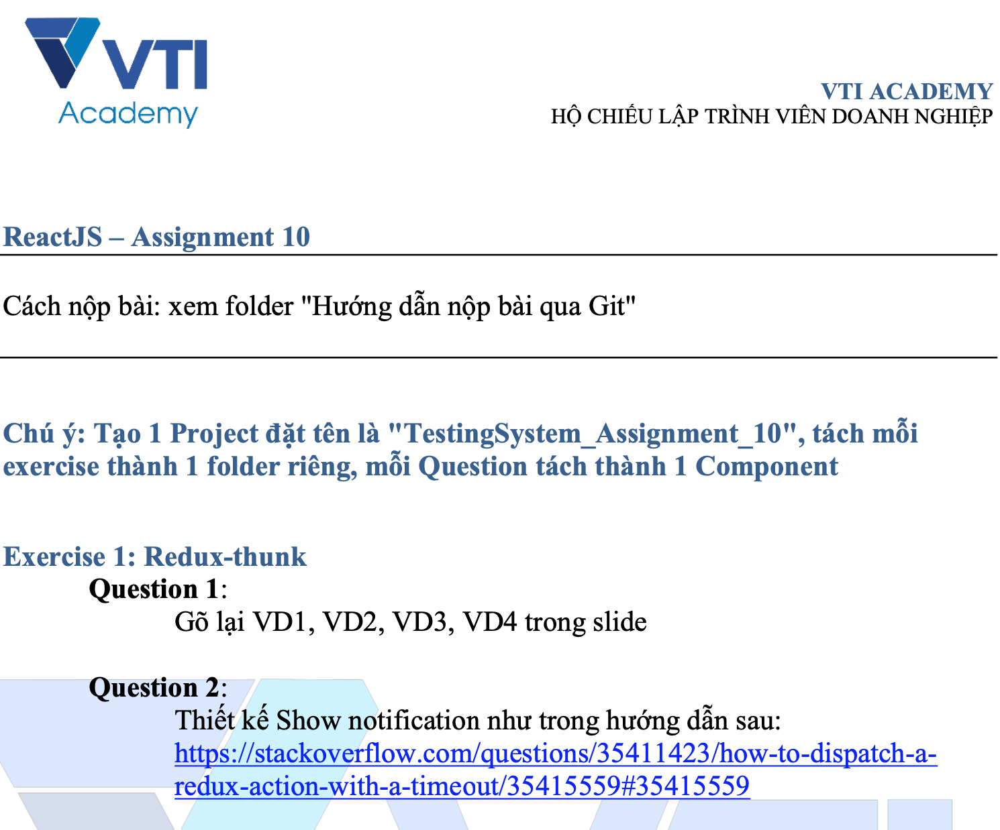 VTI
Academy
VTI ACADEMY
HỘ CHIẾU LẬP TRÌNH VIÊN DOANH NGHIỆP
ReactJS – Assignment 10
Cách nộp bài: xem folder "Hướng dẫn nộp bài qua Git"
Chú ý: Tạo 1 Project đặt tên là "TestingSystem_Assignment_10", tách mỗi
exercise thành 1 folder riêng, mỗi Question tách thành 1 Component
Exercise 1: Redux-thunk
Question 1:
Gõ lại VD1, VD2, VD3, VD4 trong slide
Question 2:
Thiết kế Show notification như trong hướng dẫn sau:
https://stackoverflow.com/questions/35411423/how-to-dispatch-a-
redux-action-with-a-timeout/35415559#35415559